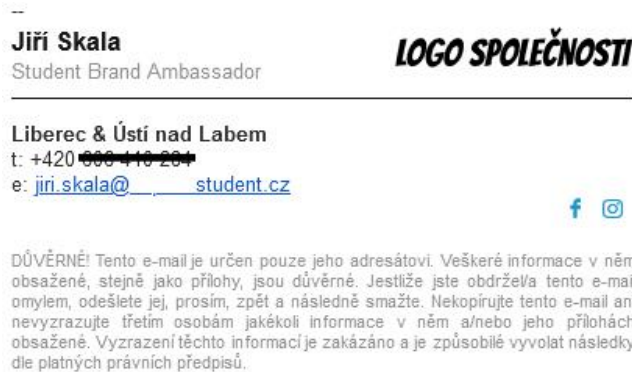 --
Jiří Skala
Student Brand Ambassador
LOGO SPOLEČNOSTI
Liberec & Ústí nad Labem
t: +420
e: jiri.skala@__.___student.cz
DŮVĚRNÉ! Tento e-mail je určen pouze jeho adresátovi. Veškeré informace v něm
obsažené, stejně jako přílohy, jsou důvěrné. Jestliže jste obdržel/a tento e-mail
omylem, odešlete jej, prosím, zpět a následně smažte. Nekopírujte tento e-mail an
nevyzrazujte třetím osobám jakékoli informace v něm a/nebo jeho přílohách
obsažené. Vyzrazení těchto informací je zakázáno a je způsobilé vyvolat následky
dle platných právních předpisů.